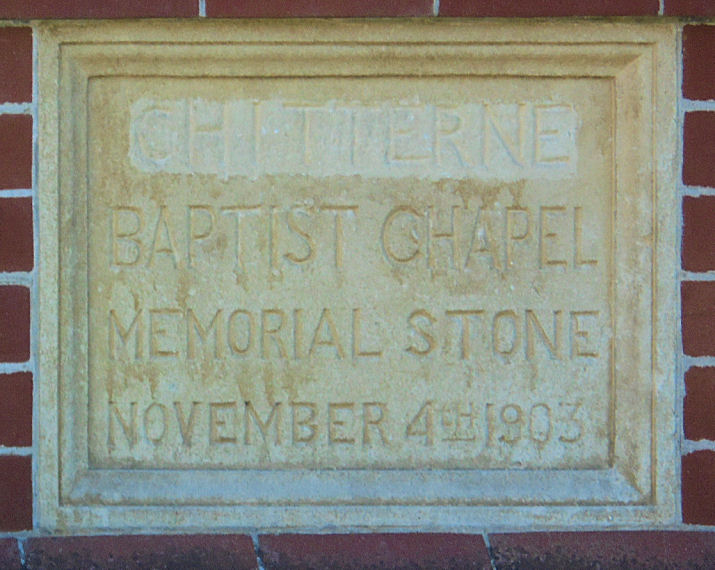 CHITTERNE
BAPTIST CHAPEL
MEMORIAL STONE
NOVEMBER 4TH 1903